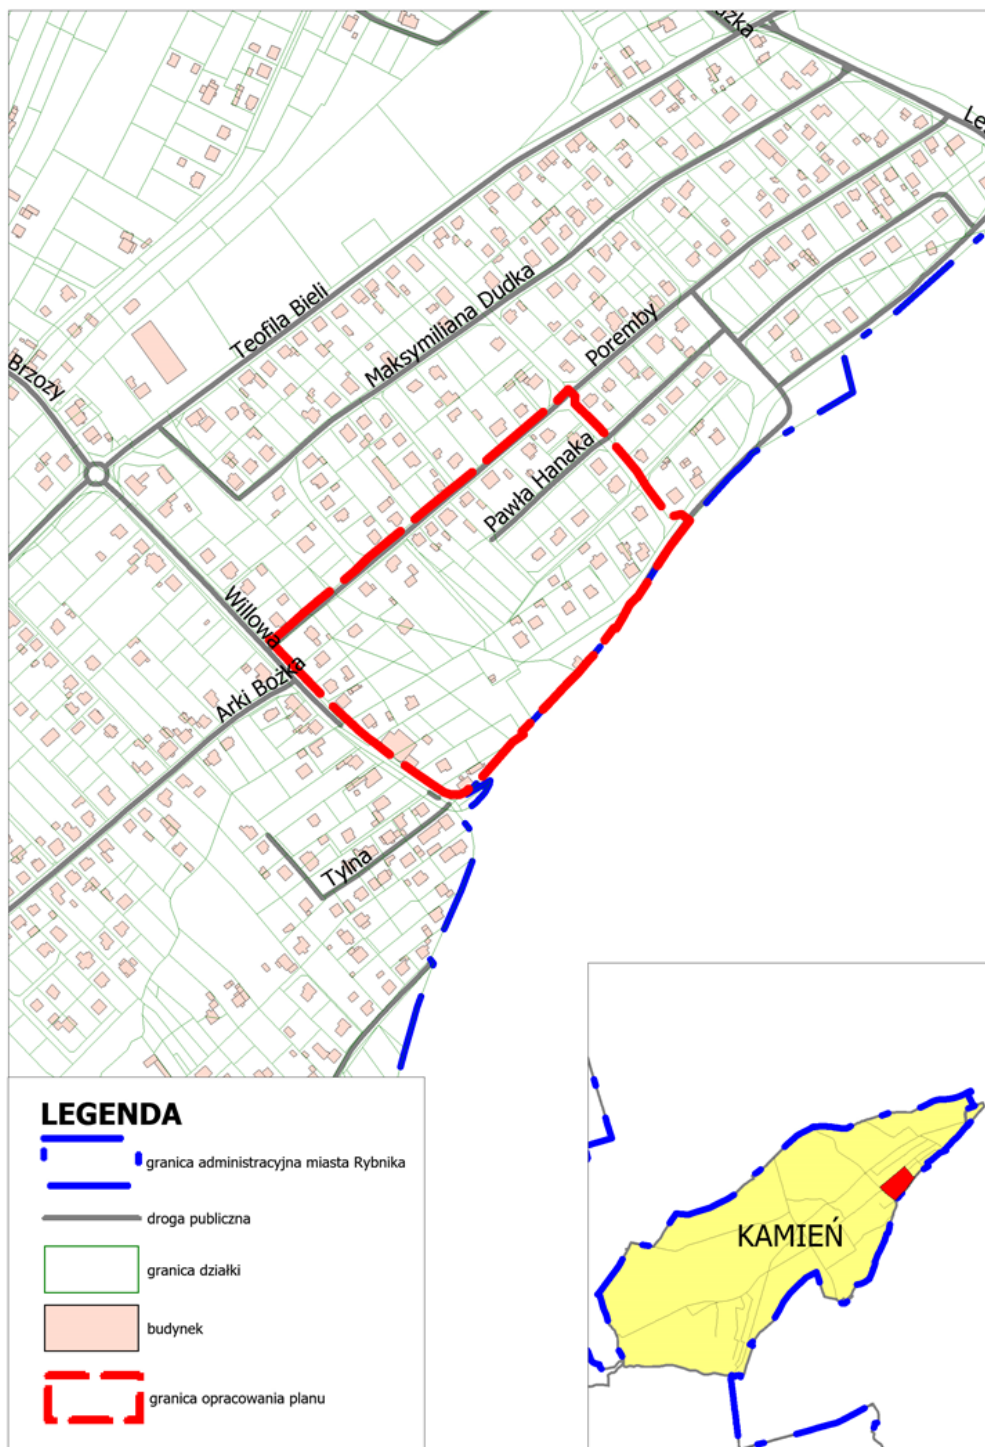 Teofila Bieli
Maksymiliana Dudka
Poremby
Brzozy
Pawła Hanaka
Willowa
Arki Bożka
Tylna
LEGENDA
granica administracyjna miasta Rybnika
droga publiczna
granica działki
budynek
granica opracowania planu
KAMIEŃ